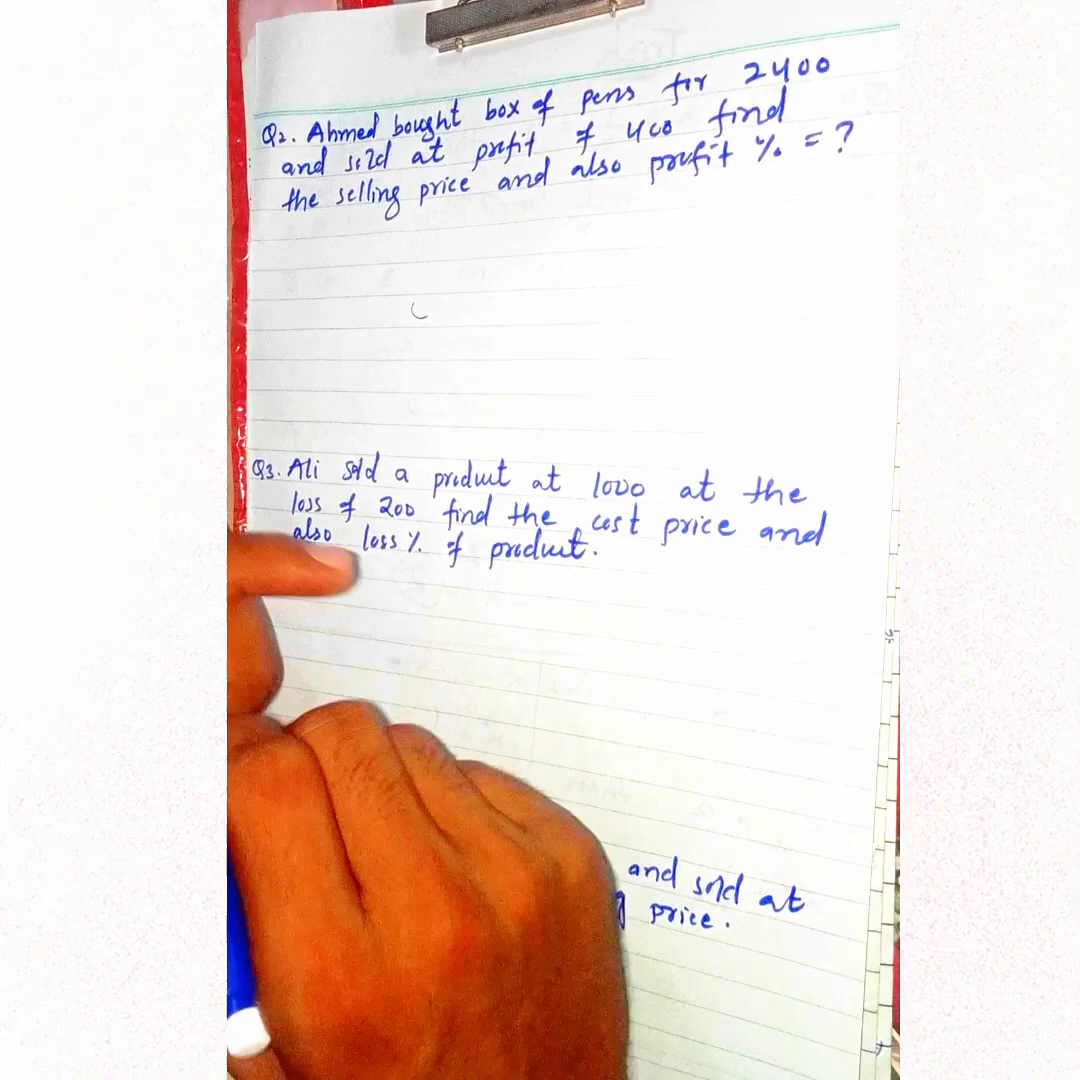 Q2. Ahmed bought box of pens for 2400
and sold at profit of 400 find
the selling price and also profit % = ?
Q3. Ali sold a product at 1000 at the
loss of 200 find the cost price and
also loss % of product.
and sold at
price.